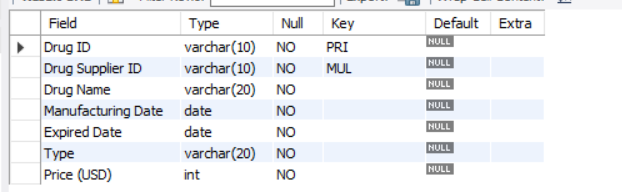 Field Type Null Key Default Extra
Drug ID varchar(10) NO PRI NULL
Drug Supplier ID varchar(10) NO MUL NULL
Drug Name varchar(20) NO NULL
Manufacturing Date date NO NULL
Expired Date date NO NULL
Type varchar(20) NO NULL
Price (USD) int NO NULL